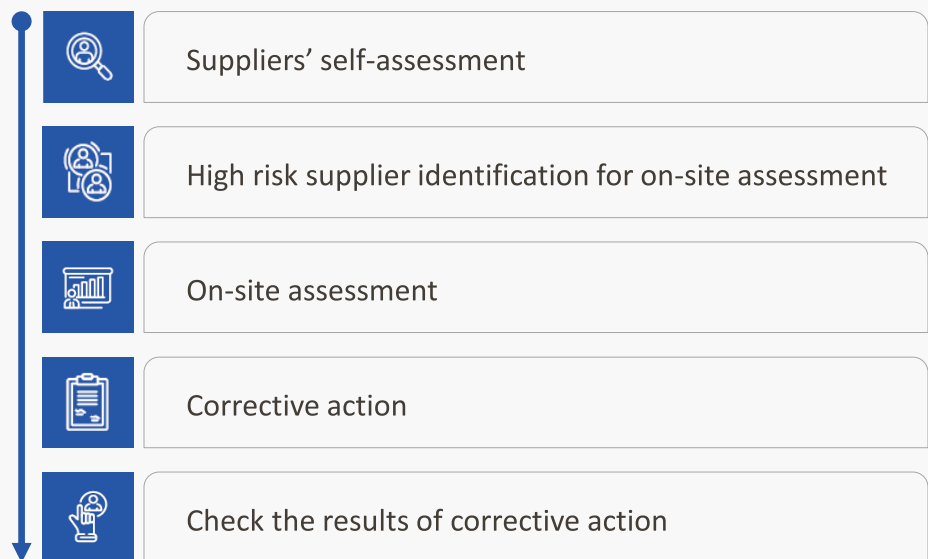 Suppliers’ self-assessment
High risk supplier identification for on-site assessment
On-site assessment
Corrective action
Check the results of corrective action